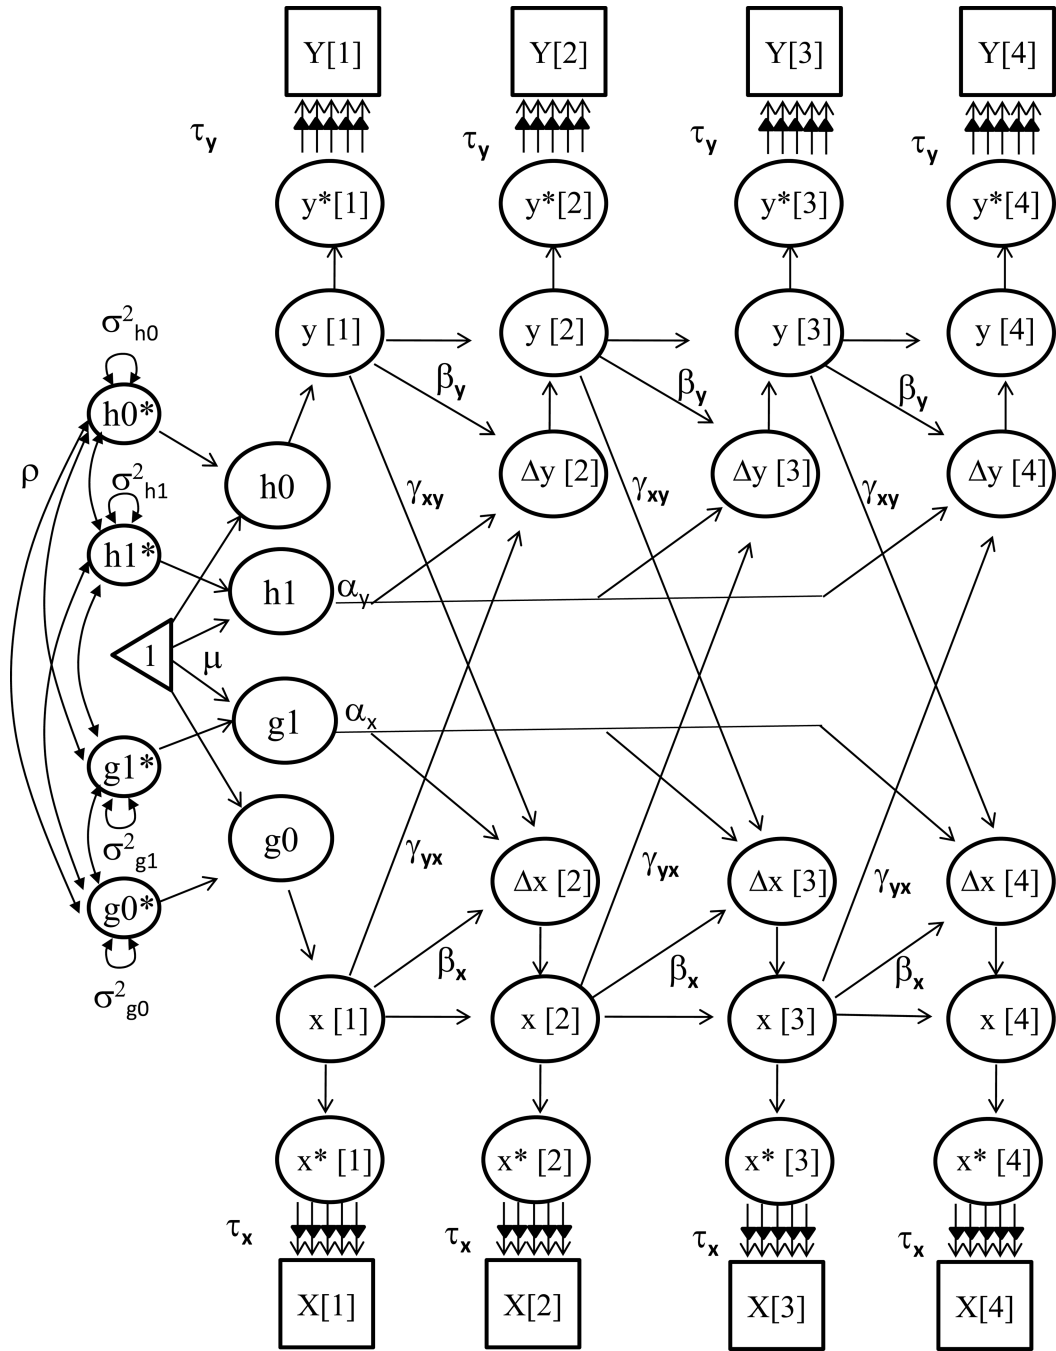 Y[1] Y[2] Y[3] Y[4]
τy τy τy τy
y*[1] y*[2] y*[3] y*[4]
σ²h0
y [1] y [2] y [3] y [4]
βy βy βy
h0*
ρ σ²h1 h0 γxy Δy [2] γxy Δy [3] γxy Δy [4]
h1* h1 αy
1 μ
g1 αx
g1*
σ²g1 g0 γyx γyx γyx
Δx [2] Δx [3] Δx [4]
g0*
βx βx βx
σ²g0
x [1] x [2] x [3] x [4]
x* [1] x* [2] x* [3] x* [4]
τx τx τx τx
X[1] X[2] X[3] X[4]